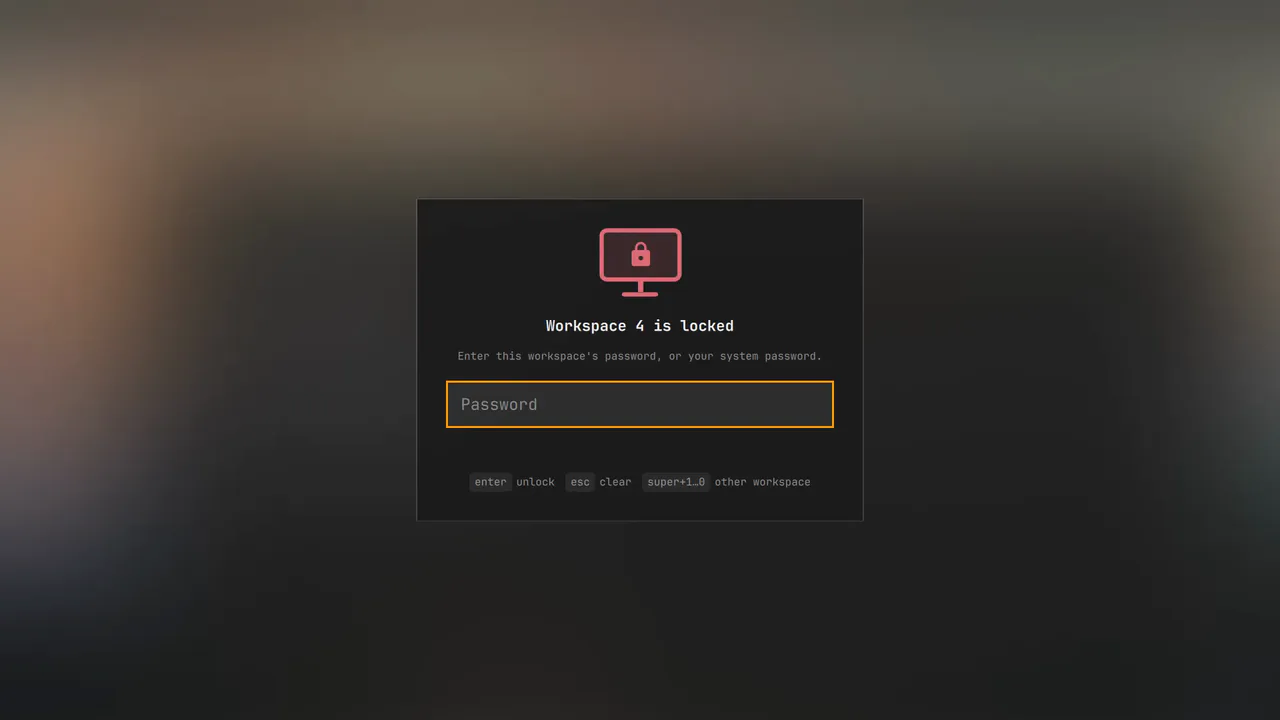 Workspace 4 is locked
Enter this workspace's password, or your system password.
Password
enter unlock esc clear super+1…0 other workspace